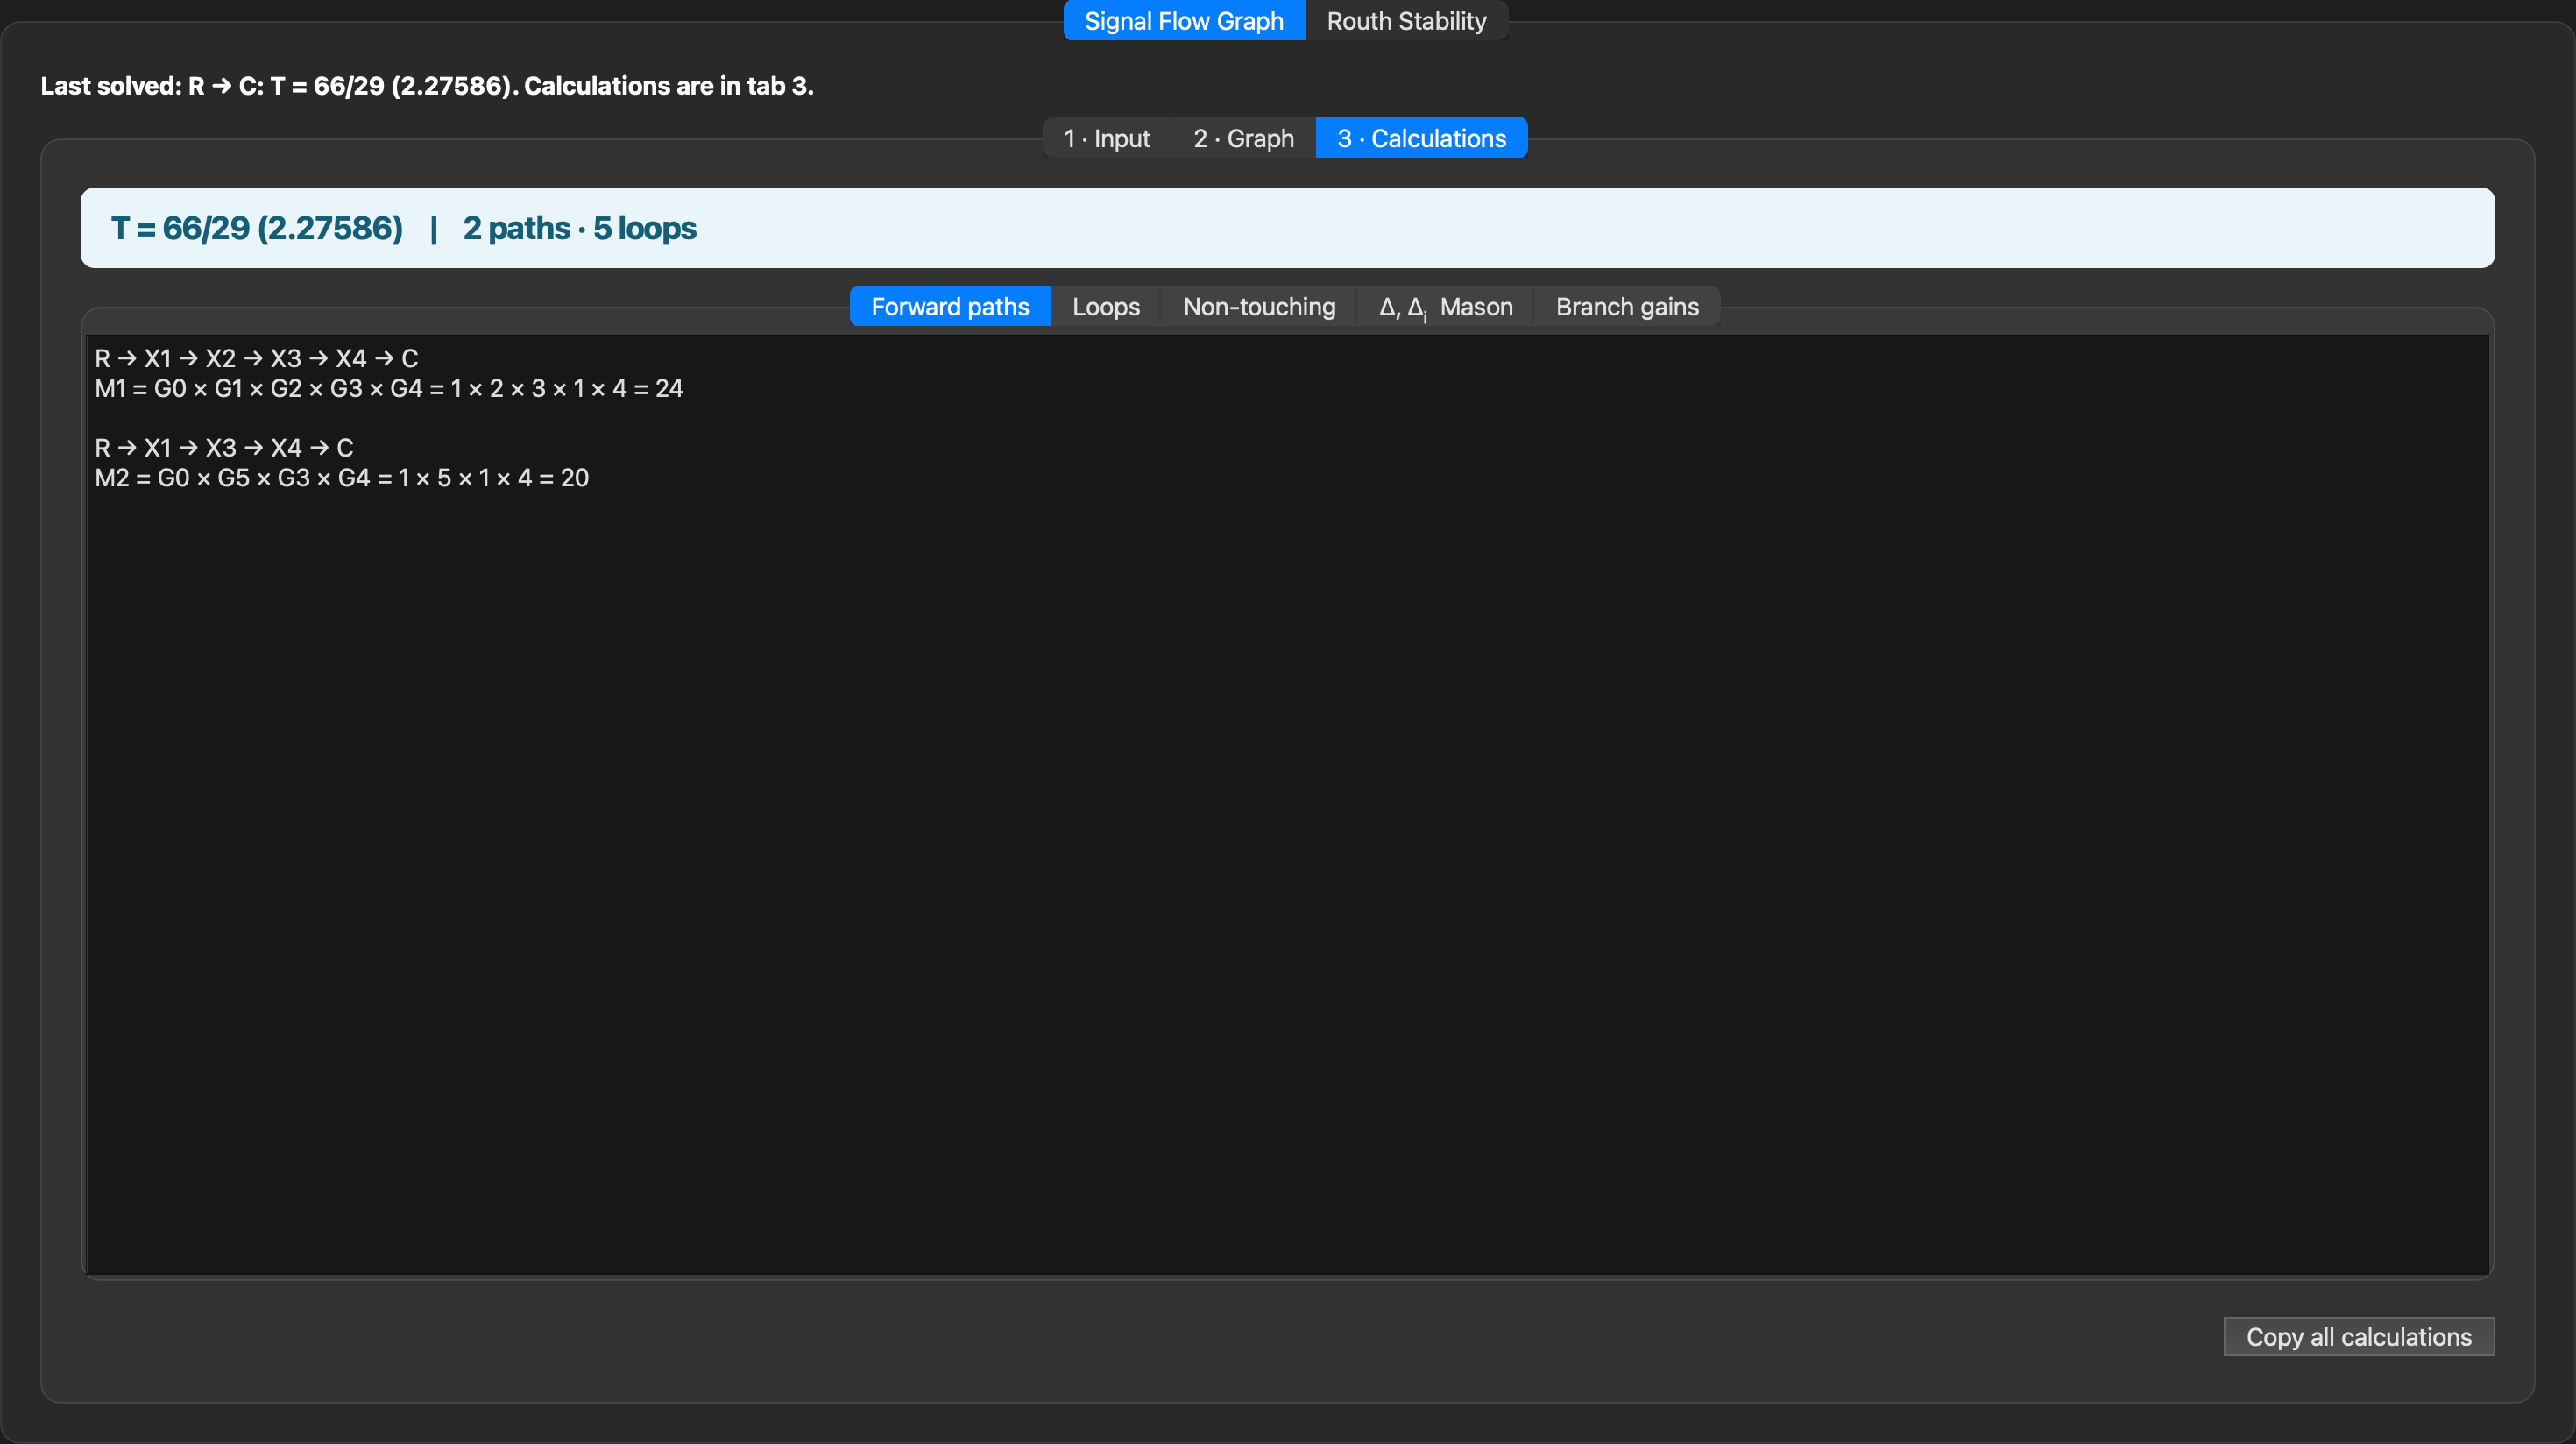 Signal Flow Graph Routh Stability
Last solved: R → C: T = 66/29 (2.27586). Calculations are in tab 3.
1 · Input 2 · Graph 3 · Calculations
T = 66/29 (2.27586) | 2 paths · 5 loops
Forward paths Loops Non-touching Δ, Δᵢ Mason Branch gains
R → X1 → X2 → X3 → X4 → C
M1 = G0 × G1 × G2 × G3 × G4 = 1 × 2 × 3 × 1 × 4 = 24
R → X1 → X3 → X4 → C
M2 = G0 × G5 × G3 × G4 = 1 × 5 × 1 × 4 = 20
Copy all calculations